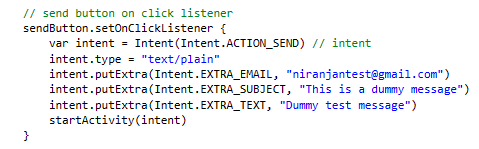 // send button on click listener
sendButton.setOnClickListener {
    var intent = Intent(Intent.ACTION_SEND) // intent
    intent.type = "text/plain"
    intent.putExtra(Intent.EXTRA_EMAIL, "niranjantest@gmail.com")
    intent.putExtra(Intent.EXTRA_SUBJECT, "This is a dummy message")
    intent.putExtra(Intent.EXTRA_TEXT, "Dummy test message")
    startActivity(intent)
}